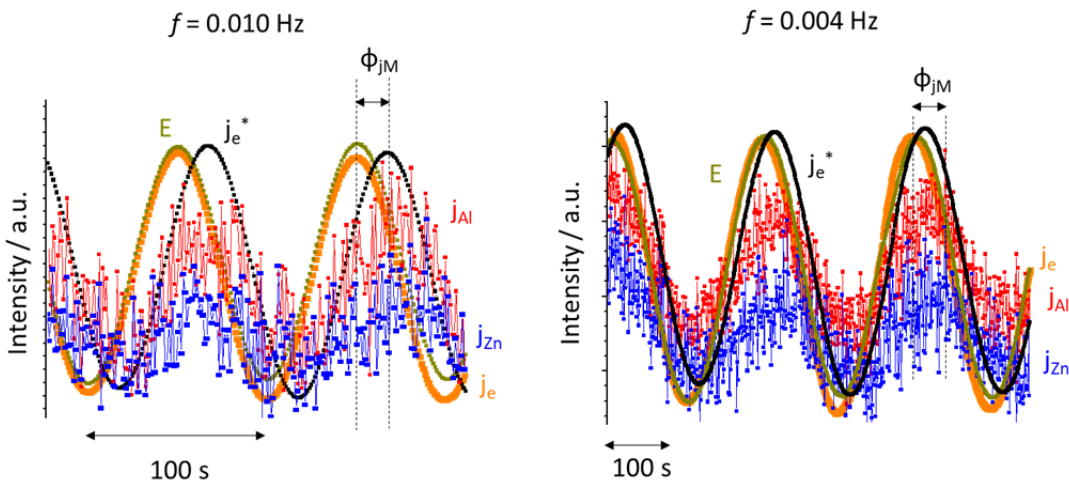 f = 0.010 Hz
ϕjM
E
je*
jAl
jZn
je
Intensity / a.u.
100 s
f = 0.004 Hz
ϕjM
E
je*
je
jAl
jZn
Intensity / a.u.
100 s